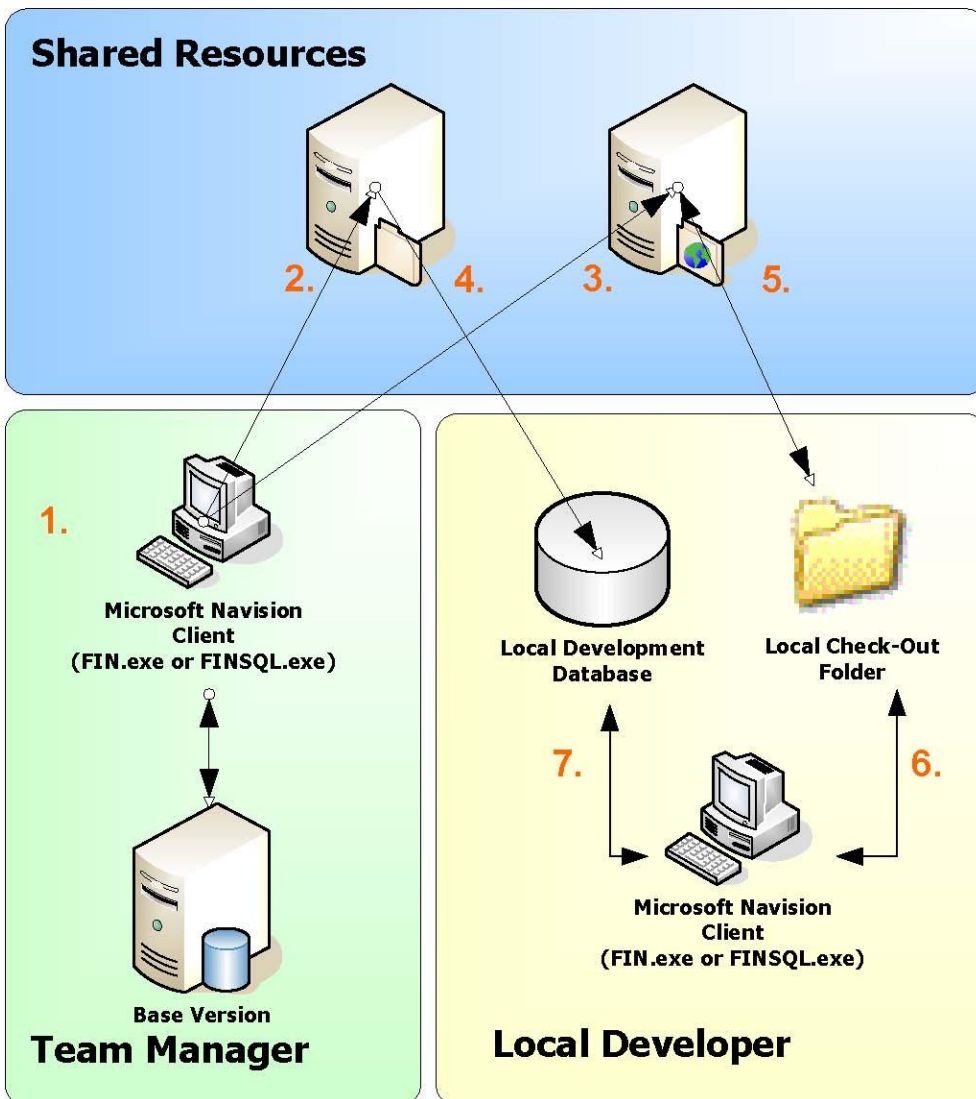 Shared Resources
2.
4.
3.
5.
1.
Microsoft Navision
Client
(FIN.exe or FINSQL.exe)
Base Version
Team Manager
Local Development
Database
Local Check-Out
Folder
7.
6.
Microsoft Navision
Client
(FIN.exe or FINSQL.exe)
Local Developer